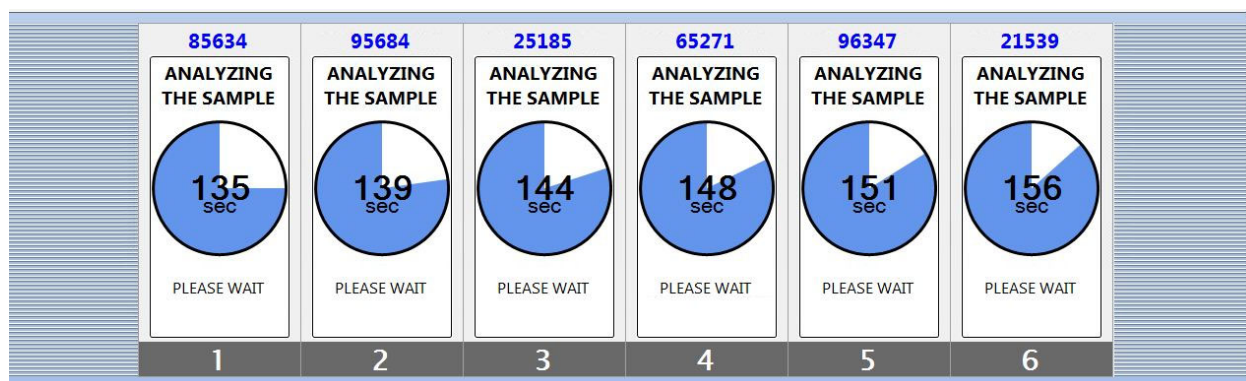 85634 95684 25185 65271 96347 21539
ANALYZING ANALYZING ANALYZING ANALYZING ANALYZING ANALYZING
THE SAMPLE THE SAMPLE THE SAMPLE THE SAMPLE THE SAMPLE THE SAMPLE
135 139 144 148 151 156
sec sec sec sec sec sec
PLEASE WAIT PLEASE WAIT PLEASE WAIT PLEASE WAIT PLEASE WAIT PLEASE WAIT
1 2 3 4 5 6